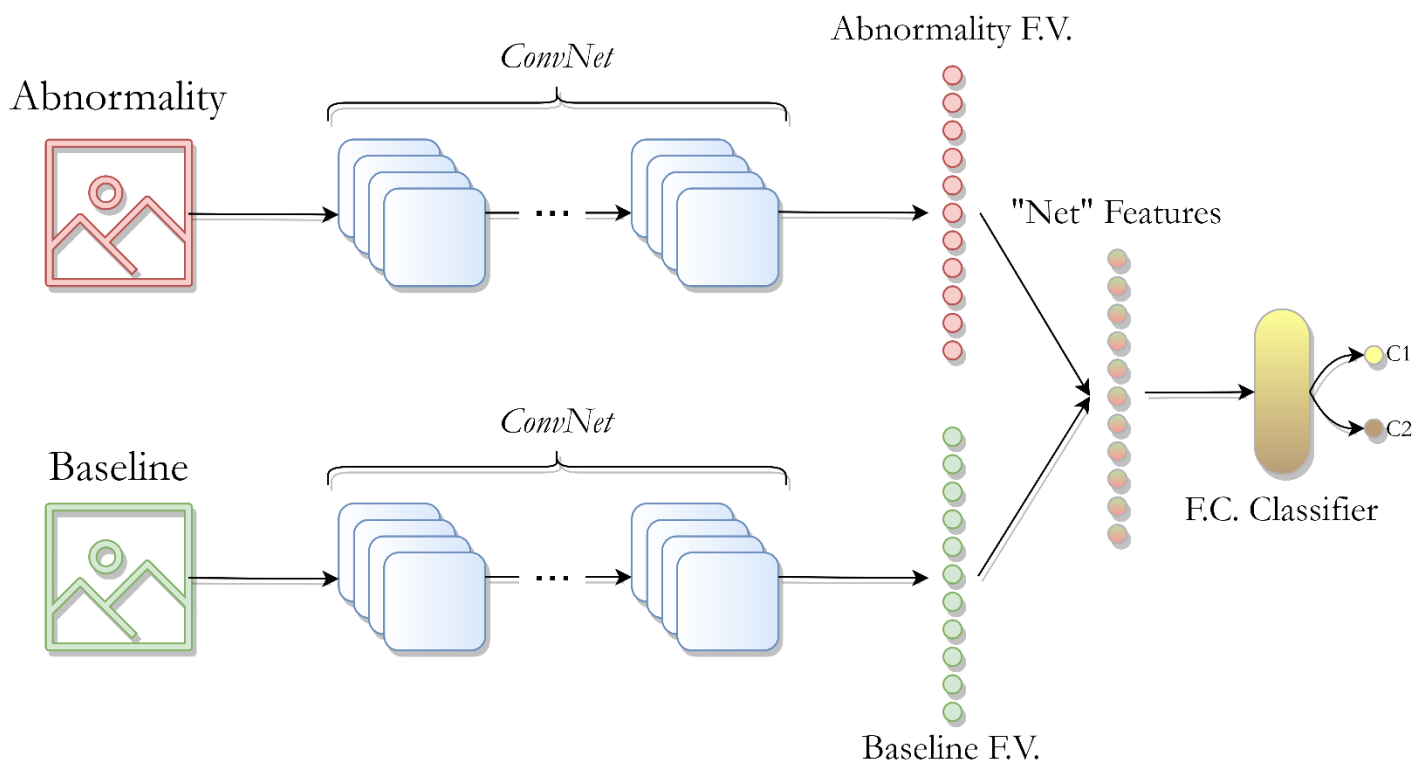 Abnormality
ConvNet
...
Abnormality F.V.
"Net" Features
C1
C2
F.C. Classifier
Baseline
ConvNet
...
Baseline F.V.